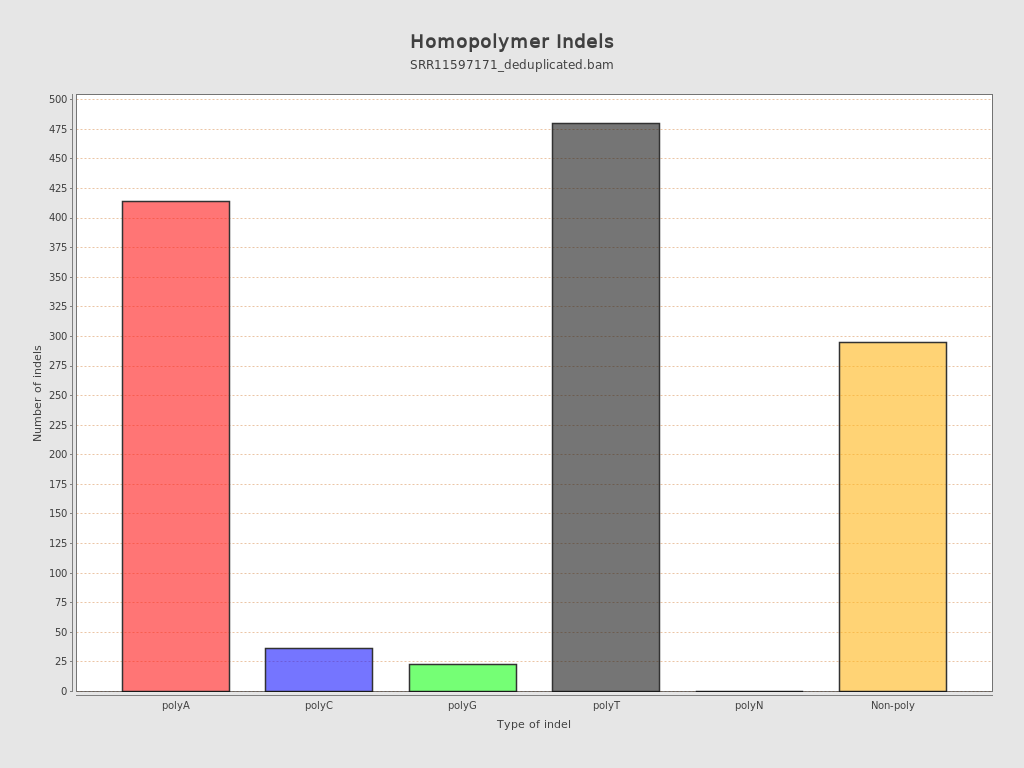 Homopolymer Indels
SRR11597171_deduplicated.bam
500
475
450
425
400
375
350
325
300
275
250
225
200
175
150
125
100
75
50
25
0
Number of indels
polyA
polyC
polyG
polyT
polyN
Non-poly
Type of indel